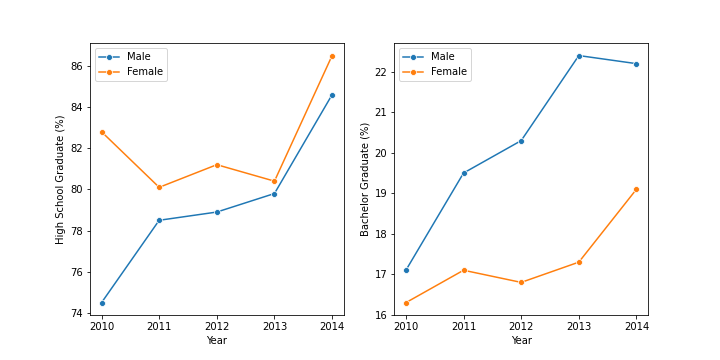 High School Graduate (%)
86
84
82
80
78
76
74
Male
Female
2010 2011 2012 2013 2014
Year
Bachelor Graduate (%)
22
21
20
19
18
17
16
Male
Female
2010 2011 2012 2013 2014
Year